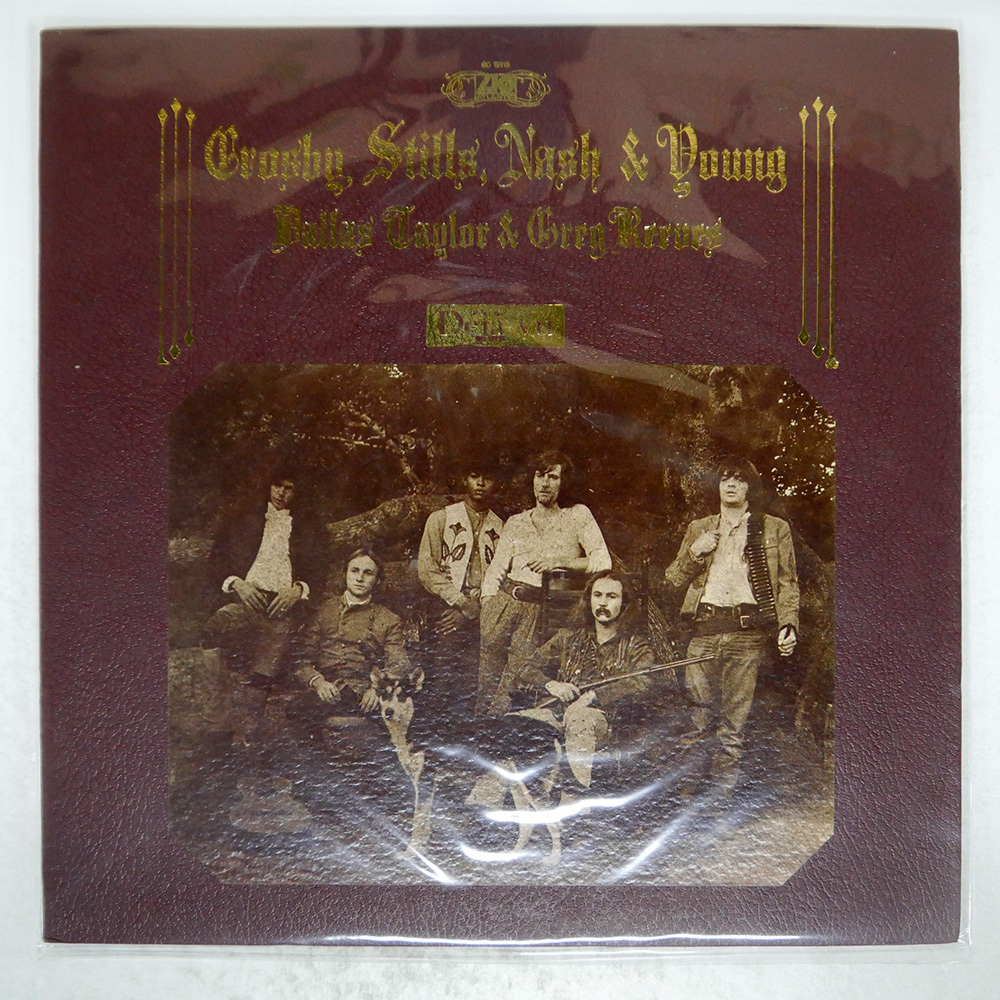 Crosby, Stills, Nash & Young
Dallas Taylor & Greg Reeves
Déjà vu